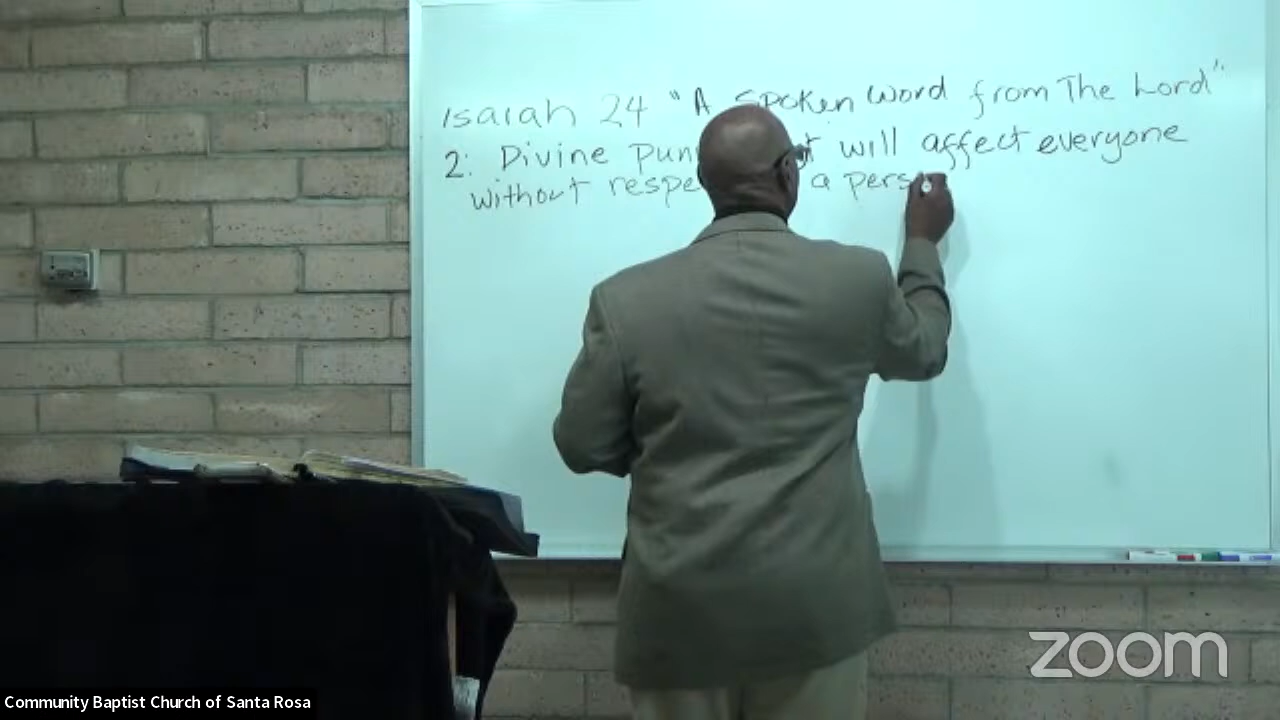 Isaiah 24 "A Spoken Word from The Lord"
2: Divine will affect everyone
without a
zoom
Community Baptist Church of Santa Rosa